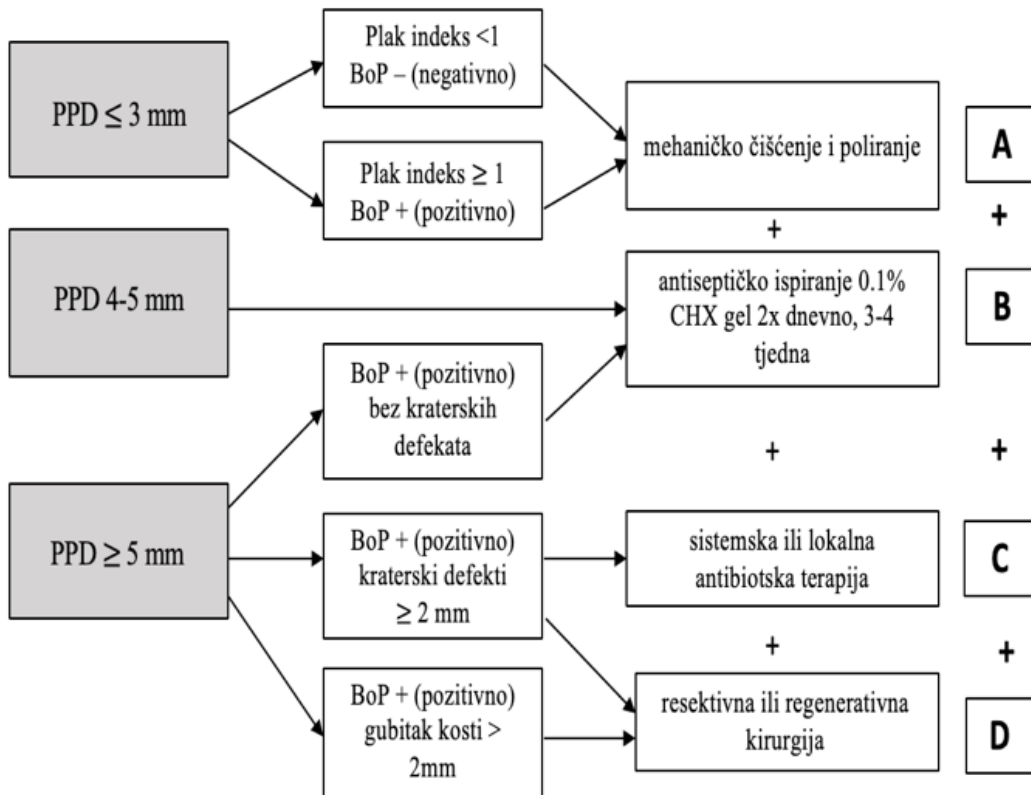 PPD ≤ 3 mm
Plak indeks <1
BoP – (negativno)
Plak indeks ≥ 1
BoP + (pozitivno)
mehaničko čišćenje i poliranje
A
+
+
PPD 4-5 mm
antiseptičko ispiranje 0.1%
CHX gel 2x dnevno, 3-4
tjedna
B
BoP + (pozitivno)
bez kraterskih
defekata
+
+
PPD ≥ 5 mm
BoP + (pozitivno)
kraterski defekti
≥ 2 mm
sistemska ili lokalna
antibiotska terapija
C
+
+
BoP + (pozitivno)
gubitak kosti >
2mm
resektivna ili regenerativna
kirurgija
D